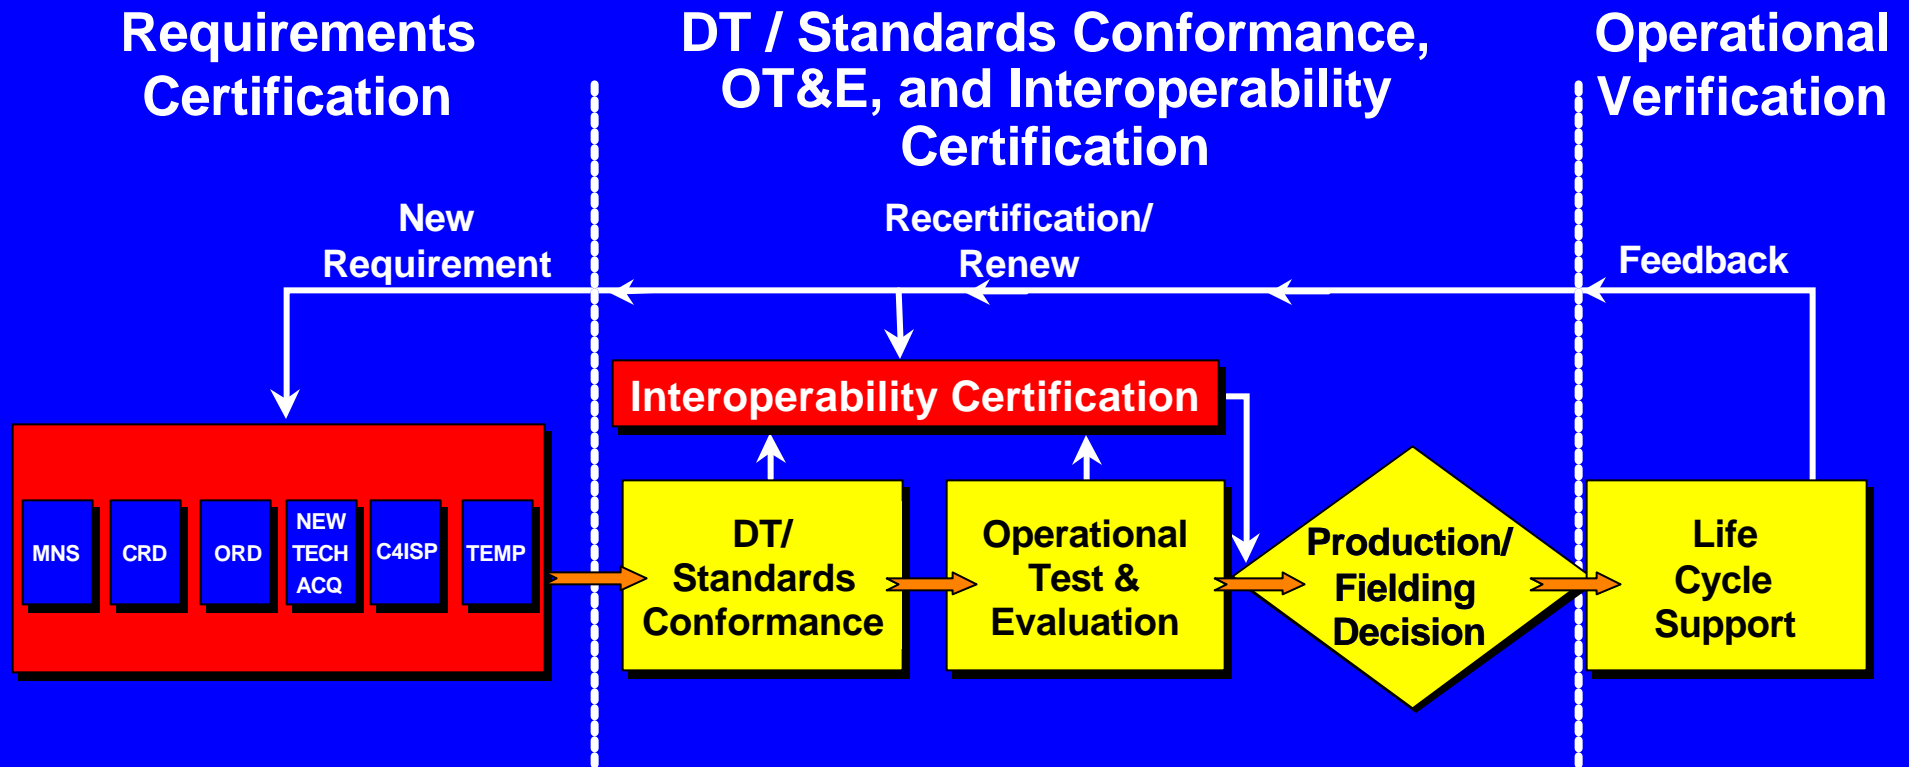 Requirements
Certification
DT / Standards Conformance,
OT&E, and Interoperability
Certification
Operational
Verification
New
Requirement
Recertification/
Renew
Feedback
Interoperability Certification
MNS
CRD
ORD
NEW
TECH
ACQ
C4ISP
TEMP
DT/
Standards
Conformance
Operational
Test &
Evaluation
Production/
Fielding
Decision
Life
Cycle
Support